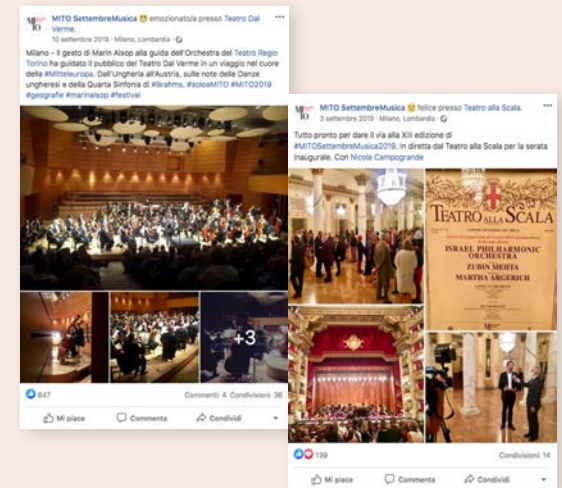 MITO SettembreMusica emozionato/a presso Teatro Dal
Verme.
10 settembre 2019 · Milano, Lombardia
Milano - Il gesto di Marin Alsop alla guida dell'Orchestra del Teatro Regio
Torino ha guidato il pubblico del Teatro Dal Verme in un viaggio nel cuore
della #Mitteleuropa. Dall'Ungheria all'Austria, sulle note delle Danze
ungheresi e della Quarta Sinfonia di #Brahms. #soloaMITO #MITO2019
#geografie #marinalsop #festival
+3
647
Commenti: 4 Condivisioni: 36
Mi piace
Commenta
Condividi
MITO SettembreMusica felice presso Teatro alla Scala.
3 settembre 2019 · Milano, Lombardia
Tutto pronto per dare il via alla XIII edizione di
#MITOSettembreMusica2019. In diretta dal Teatro alla Scala per la serata
inaugurale. Con Nicola Campogrande
TEATRO ALLA SCALA
ISRAEL PHILHARMONIC
ORCHESTRA
ZUBIN MEHTA
MARTHA ARGERICH
139
Condivisioni: 14
Mi piace
Commenta
Condividi